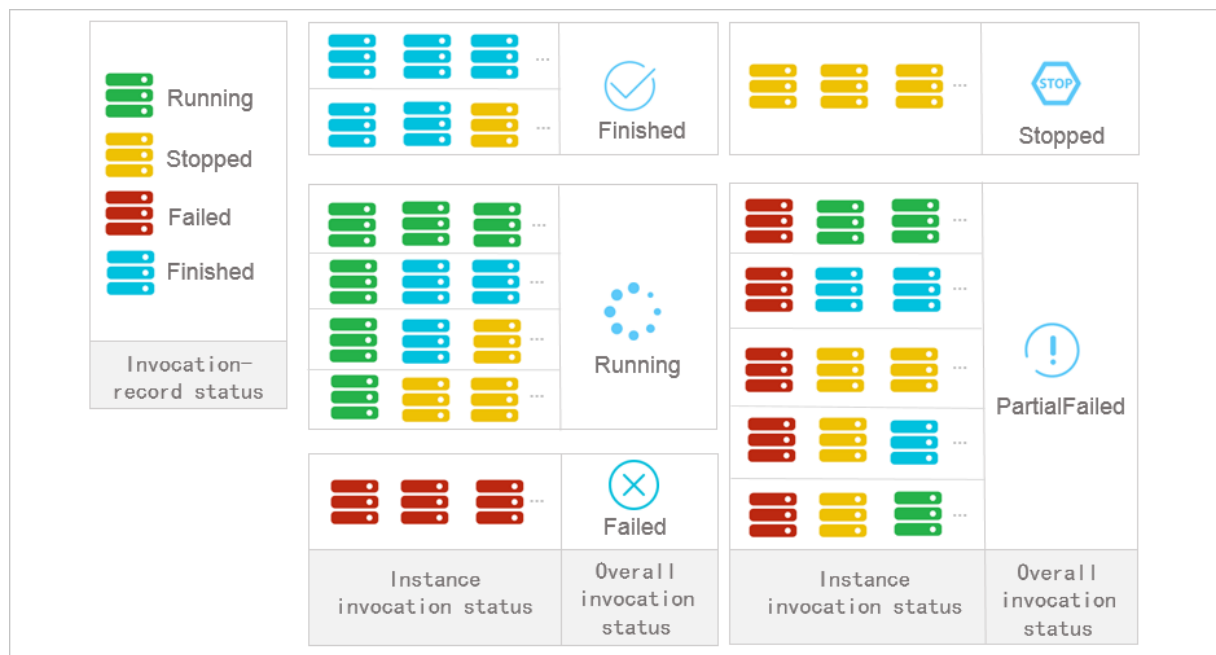 Running
Stopped
Failed
Finished
Invocation-
record status
...
...
Finished
...
STOP
Stopped
...
...
...
...
Running
...
...
...
...
...
PartialFailed
...
Failed
Instance
invocation status
Overall
invocation
status
Instance
invocation status
Overall
invocation
status